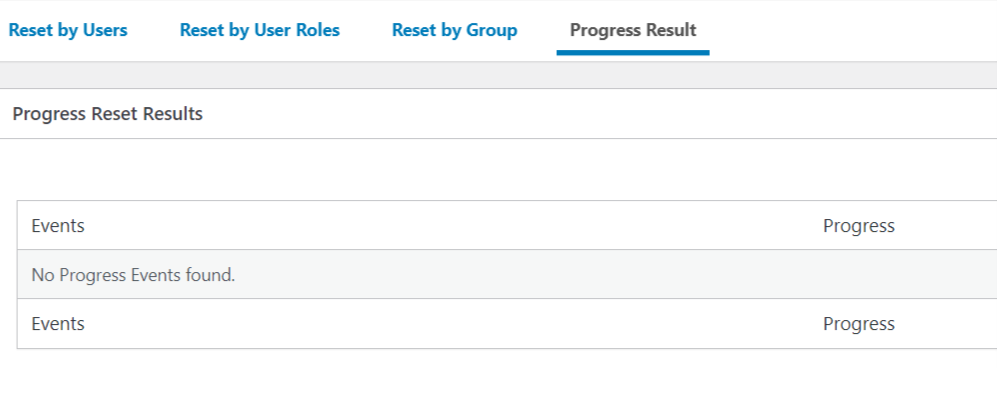 Reset by Users Reset by User Roles Reset by Group Progress Result
Progress Reset Results
Events Progress
No Progress Events found.
Events Progress